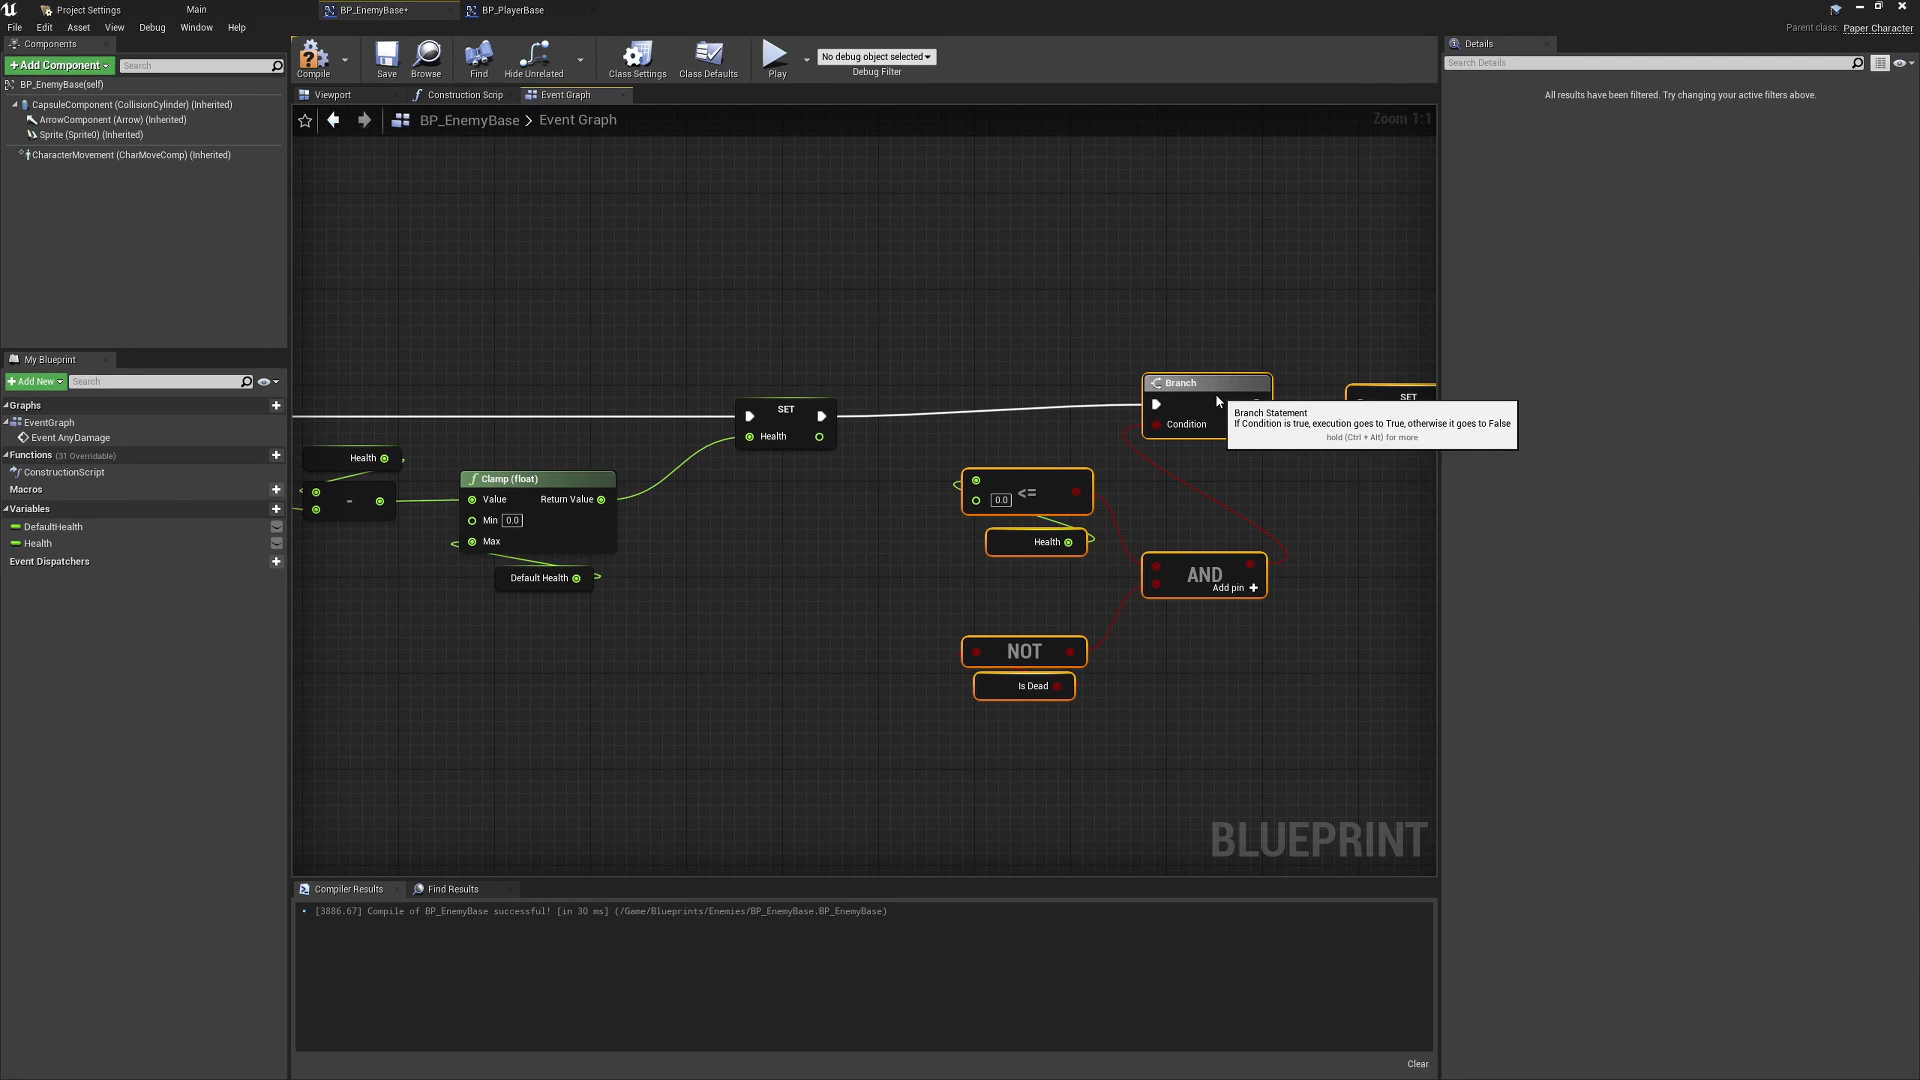 Project Settings
Main
BP_EnemyBase*
BP_PlayerBase
File Edit Asset View Debug Window Help
Parent class: Paper Character
Components
+Add Component
Search
BP_EnemyBase(self)
CapsuleComponent (CollisionCylinder) (Inherited)
ArrowComponent (Arrow) (Inherited)
Sprite (Sprite0) (Inherited)
CharacterMovement (CharMoveComp) (Inherited)
My Blueprint
+Add New
Search
Graphs
EventGraph
Event AnyDamage
Functions (31 Overridable)
ConstructionScript
Macros
Variables
DefaultHealth
Health
Event Dispatchers
Compile
Save
Browse
Find
Hide Unrelated
Class Settings
Class Defaults
Play
No debug object selected
Debug Filter
Viewport
Construction Scrip
Event Graph
BP_EnemyBase > Event Graph
Zoom 1:1
Health
-
Clamp (float)
Value
Return Value
Min 0.0
Max
Default Health
SET
Health
Branch
Condition
SET
Branch Statement
If Condition is true, execution goes to True, otherwise it goes to False
hold (Ctrl + Alt) for more
0.0
<=
Health
AND
Add pin +
NOT
Is Dead
BLUEPRINT
Compiler Results
Find Results
[3886.67] Compile of BP_EnemyBase successful! [in 30 ms] (/Game/Blueprints/Enemies/BP_EnemyBase.BP_EnemyBase)
Clear
Details
Search Details
All results have been filtered. Try changing your active filters above.